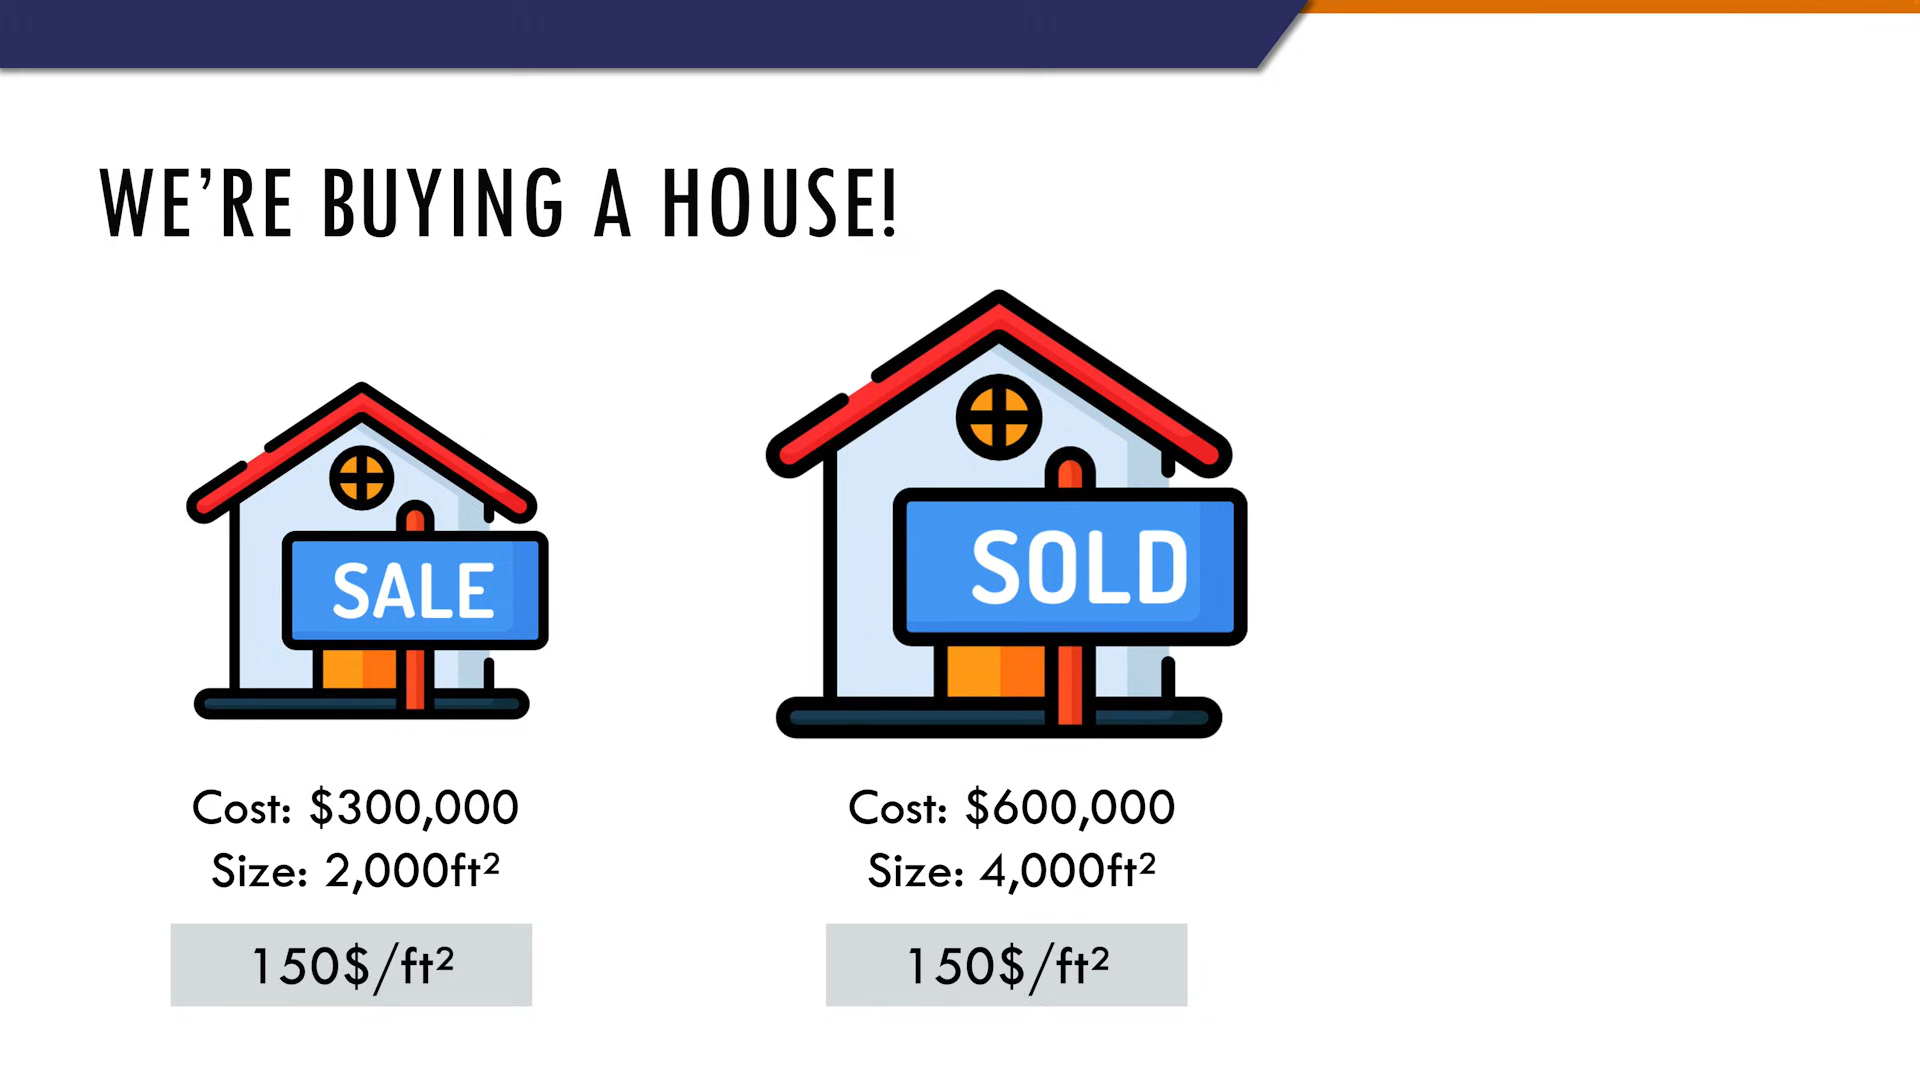 WE’RE BUYING A HOUSE!
SALE
Cost: $300,000
Size: 2,000ft²
150$/ft²
SOLD
Cost: $600,000
Size: 4,000ft²
150$/ft²